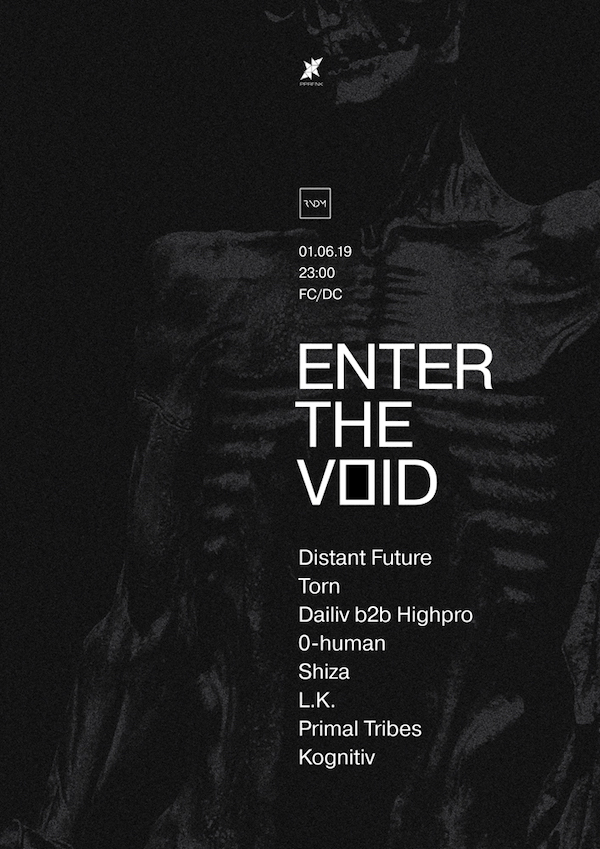 RNDM
01.06.19
23:00
FC/DC
ENTER
THE
V▯ID
Distant Future
Torn
Dailiv b2b Highpro
0-human
Shiza
L.K.
Primal Tribes
Kognitiv